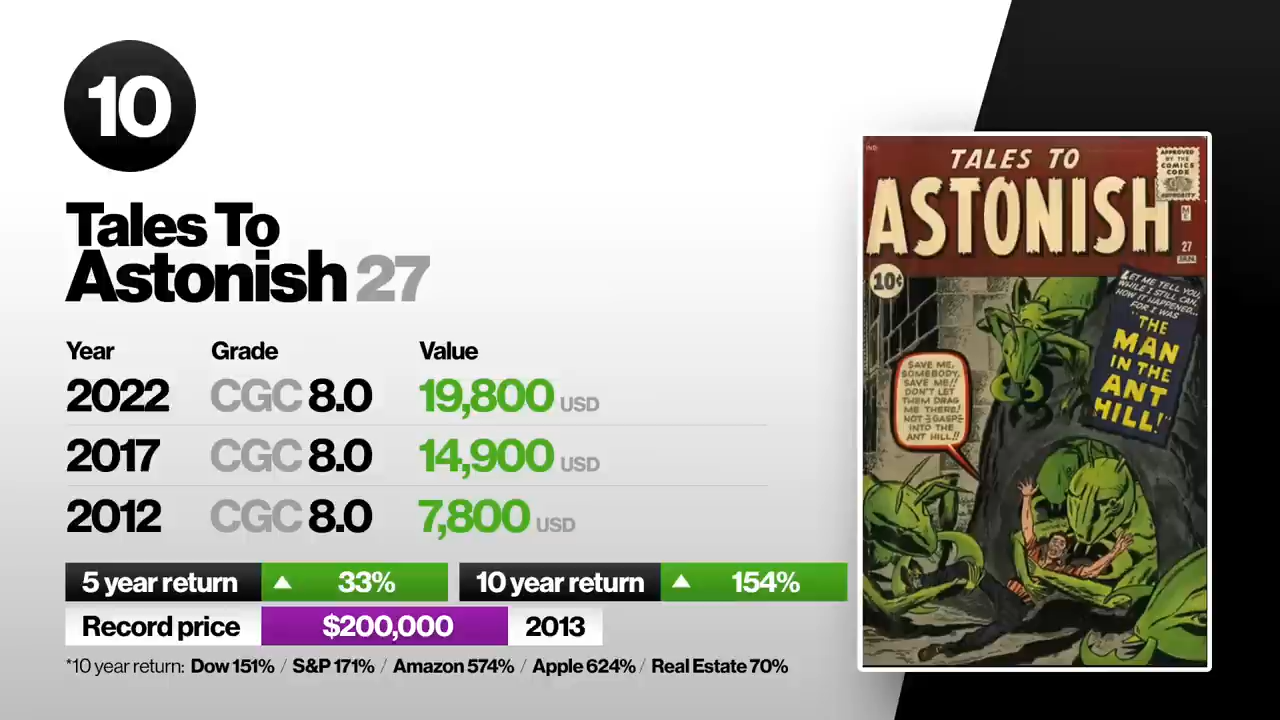 10
Tales To
Astonish 27
Year Grade Value
2022 CGC 8.0 19,800 USD
2017 CGC 8.0 14,900 USD
2012 CGC 8.0 7,800 USD
5 year return ▲ 33% 10 year return ▲ 154%
Record price $200,000 2013
*10 year return: Dow 151% / S&P 171% / Amazon 574% / Apple 624% / Real Estate 70%
IND.
TALES TO
ASTONISH
APPROVED
BY THE
COMICS
CODE
AUTHORITY
27
JAN.
10¢
LET ME TELL YOU,
WHILE I STILL CAN,
HOW IT HAPPENED...
FOR I WAS
"THE
MAN
IN THE
ANT
HILL!"
SAVE ME,
SOMEBODY,
SAVE ME!!
DON'T LET
THEM DRAG
ME THERE!
NOT -GASP-
INTO THE
ANT HILL!!